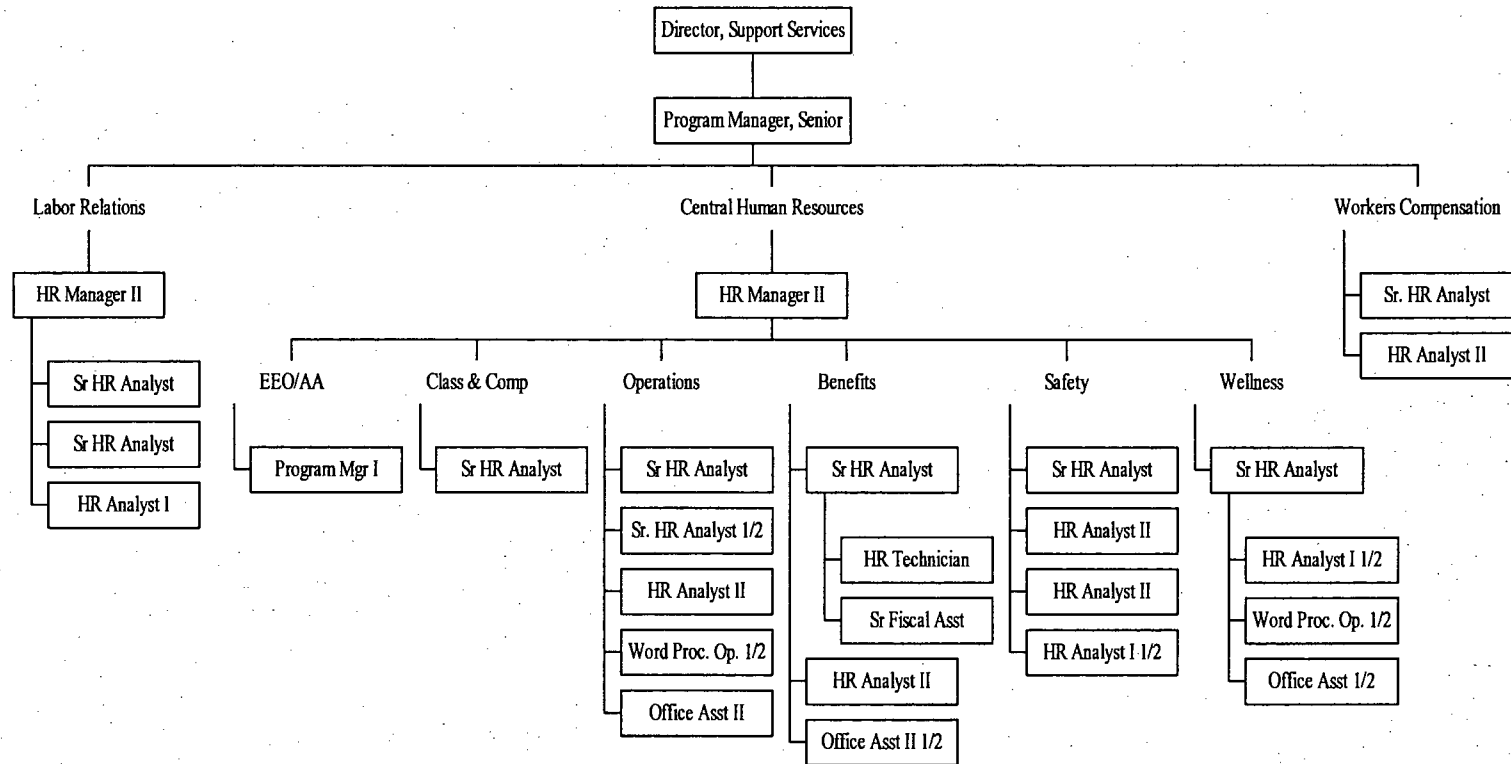 Director, Support Services
Program Manager, Senior
Labor Relations
Central Human Resources
Workers Compensation
HR Manager II
HR Manager II
Sr. HR Analyst
HR Analyst II
Sr HR Analyst
Sr HR Analyst
HR Analyst I
EEO/AA
Class & Comp
Operations
Benefits
Safety
Wellness
Program Mgr I
Sr HR Analyst
Sr HR Analyst
Sr. HR Analyst 1/2
HR Analyst II
Word Proc. Op. 1/2
Office Asst II
Sr HR Analyst
HR Technician
Sr Fiscal Asst
HR Analyst II
Office Asst II 1/2
Sr HR Analyst
HR Analyst II
HR Analyst II
HR Analyst I 1/2
Sr HR Analyst
HR Analyst I 1/2
Word Proc. Op. 1/2
Office Asst 1/2